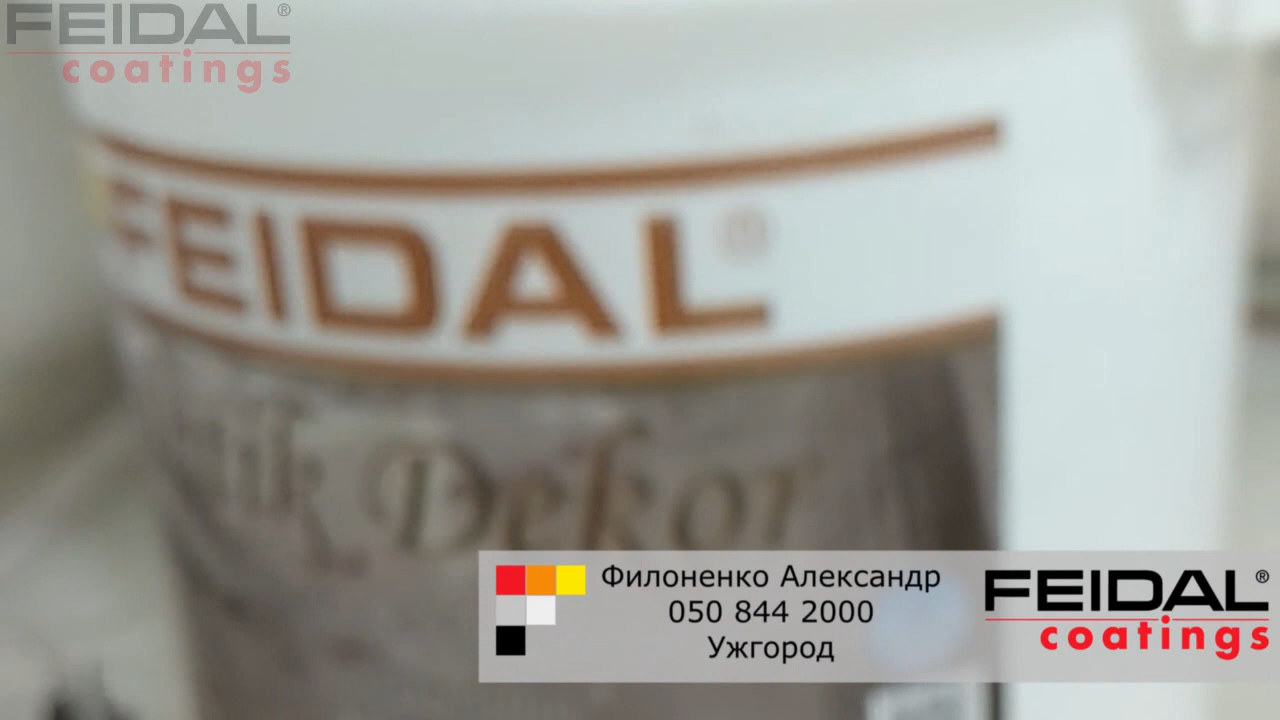 FEIDAL®
coatings
FEIDAL®
Dekor
Филоненко Александр
050 844 2000
Ужгород
FEIDAL®
coatings